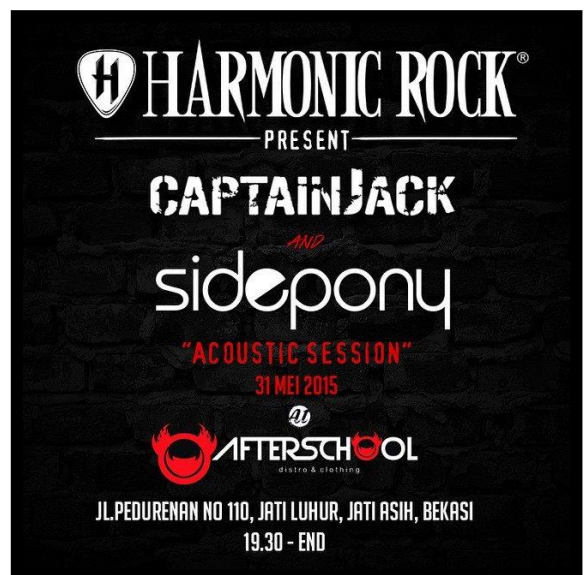 H HARMONIC ROCK®
PRESENT
CAPTAINJACK
AND
sidepony
"ACOUSTIC SESSION"
31 MEI 2015
At
AFTERSCHOOL
distro & clothing
JL.PEDURENAN NO 110, JATI LUHUR, JATI ASIH, BEKASI
19.30 - END